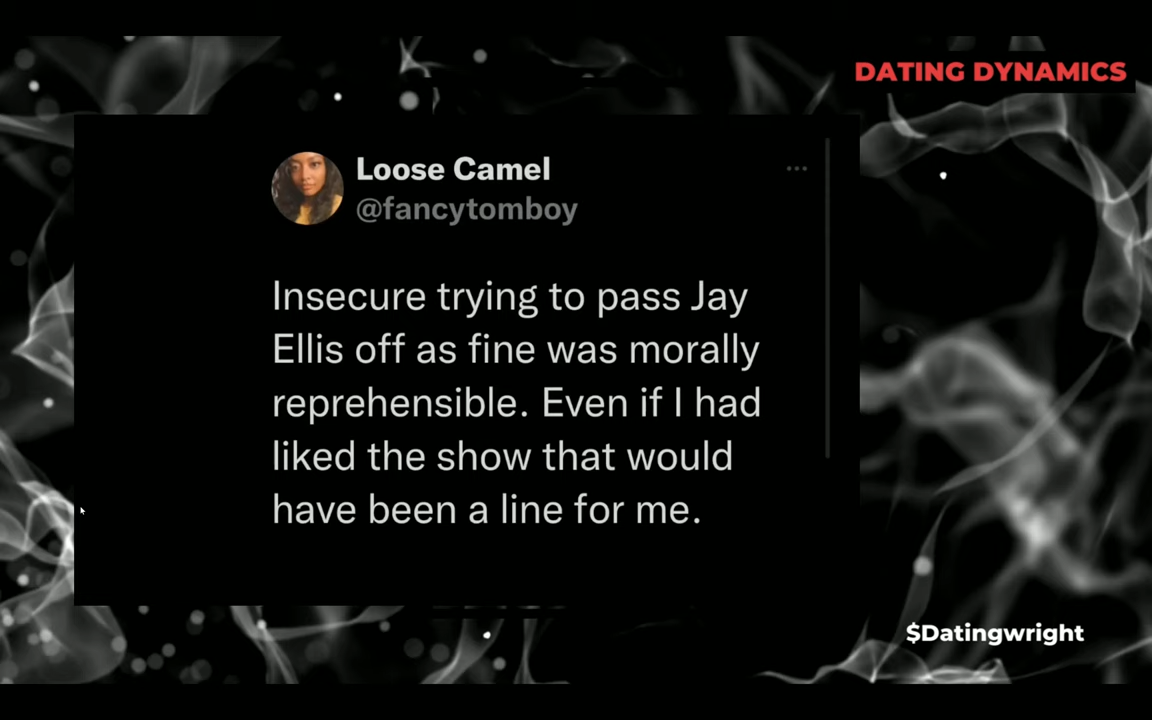 DATING DYNAMICS
Loose Camel
@fancytomboy
Insecure trying to pass Jay
Ellis off as fine was morally
reprehensible. Even if I had
liked the show that would
have been a line for me.
$Datingwright